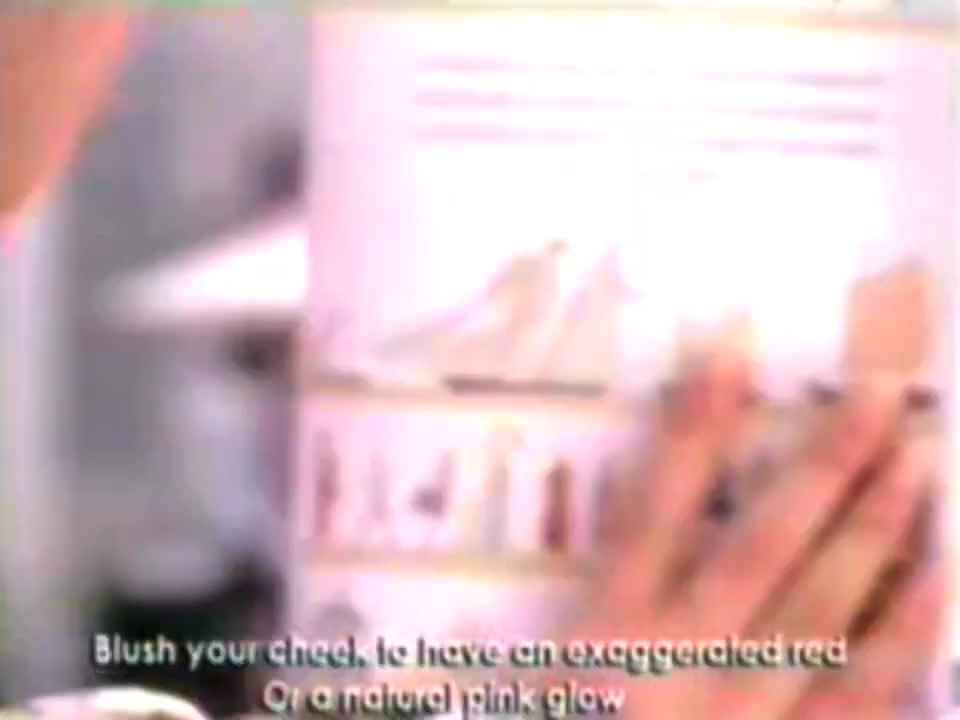 Blush your cheek to have an exaggerated red
Or a natural pink glow